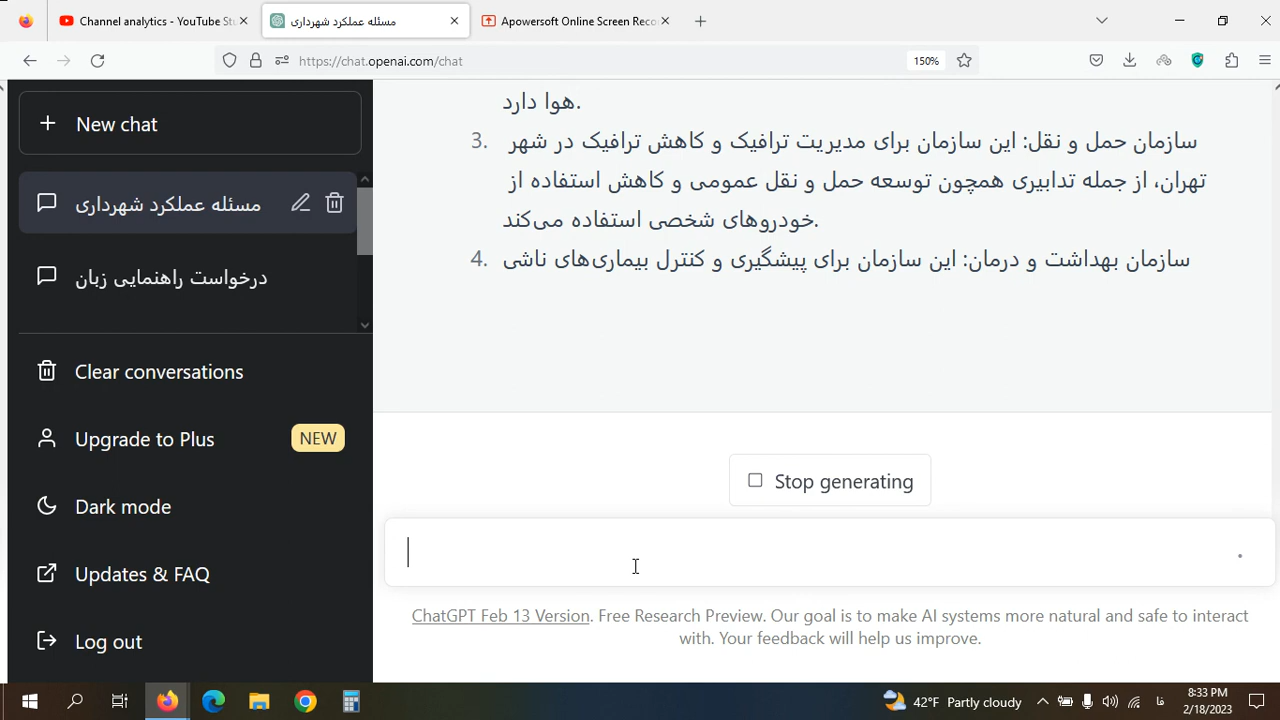 Channel analytics - YouTube Stu
مسئله عملکرد شهرداری
Apowersoft Online Screen Reco
https://chat.openai.com/chat
150%
New chat
مسئله عملکرد شهرداری
درخواست راهنمایی زبان
Clear conversations
Upgrade to Plus
NEW
Dark mode
Updates & FAQ
Log out
هوا دارد.
3. سازمان حمل و نقل: این سازمان برای مدیریت ترافیک و کاهش ترافیک در شهر
تهران، از جمله تدابیری همچون توسعه حمل و نقل عمومی و کاهش استفاده از
خودروهای شخصی استفاده می‌کند.
4. سازمان بهداشت و درمان: این سازمان برای پیشگیری و کنترل بیماری‌های ناشی
Stop generating
ChatGPT Feb 13 Version. Free Research Preview. Our goal is to make AI systems more natural and safe to interact
with. Your feedback will help us improve.
42°F Partly cloudy
فا
8:33 PM
2/18/2023